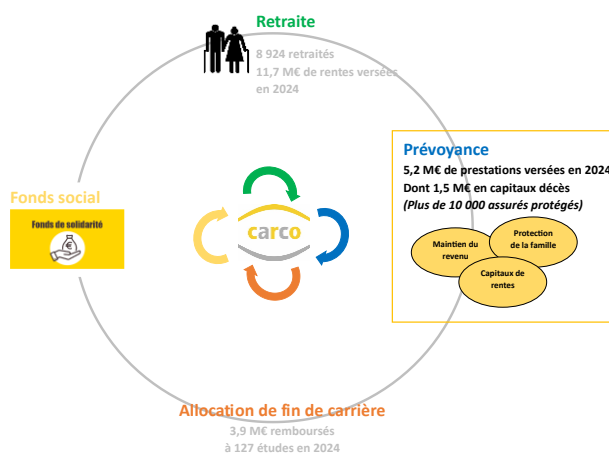 Retraite
8 924 retraités
11,7 M€ de rentes versées
en 2024
Prévoyance
5,2 M€ de prestations versées en 2024
Dont 1,5 M€ en capitaux décès
(Plus de 10 000 assurés protégés)
Maintien du
revenu
Protection
de la famille
Capitaux de
rentes
Fonds social
Fonds de solidarité
€
carco
Allocation de fin de carrière
3,9 M€ remboursés
à 127 études en 2024